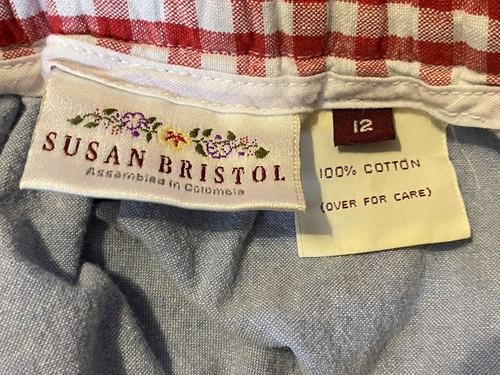 SUSAN BRISTOL
Assembled in Colombia
12
100% COTTON
(OVER FOR CARE)